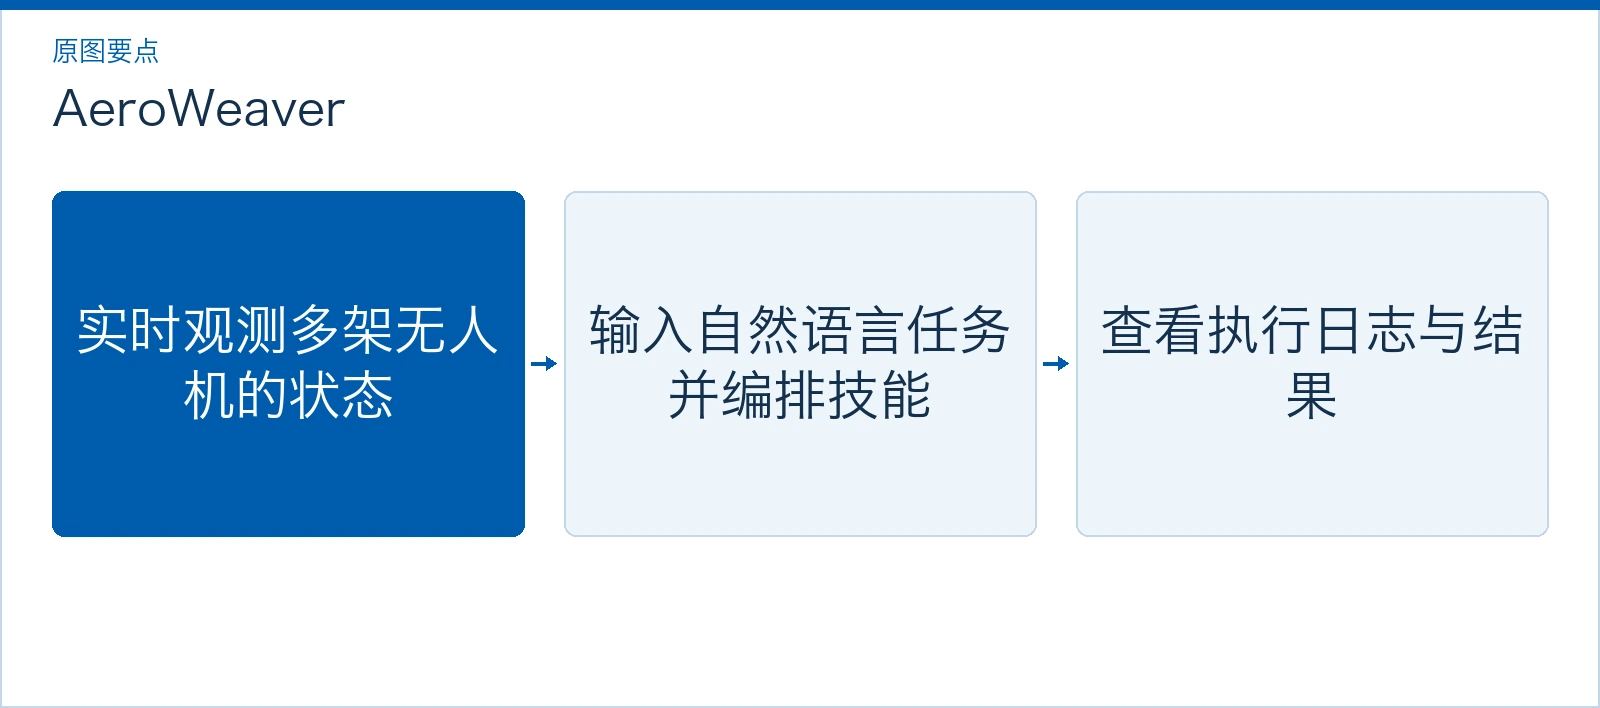 原图要点
AeroWeaver
实时观测多架无人
机的状态
输入自然语言任务
并编排技能
查看执行日志与结
果